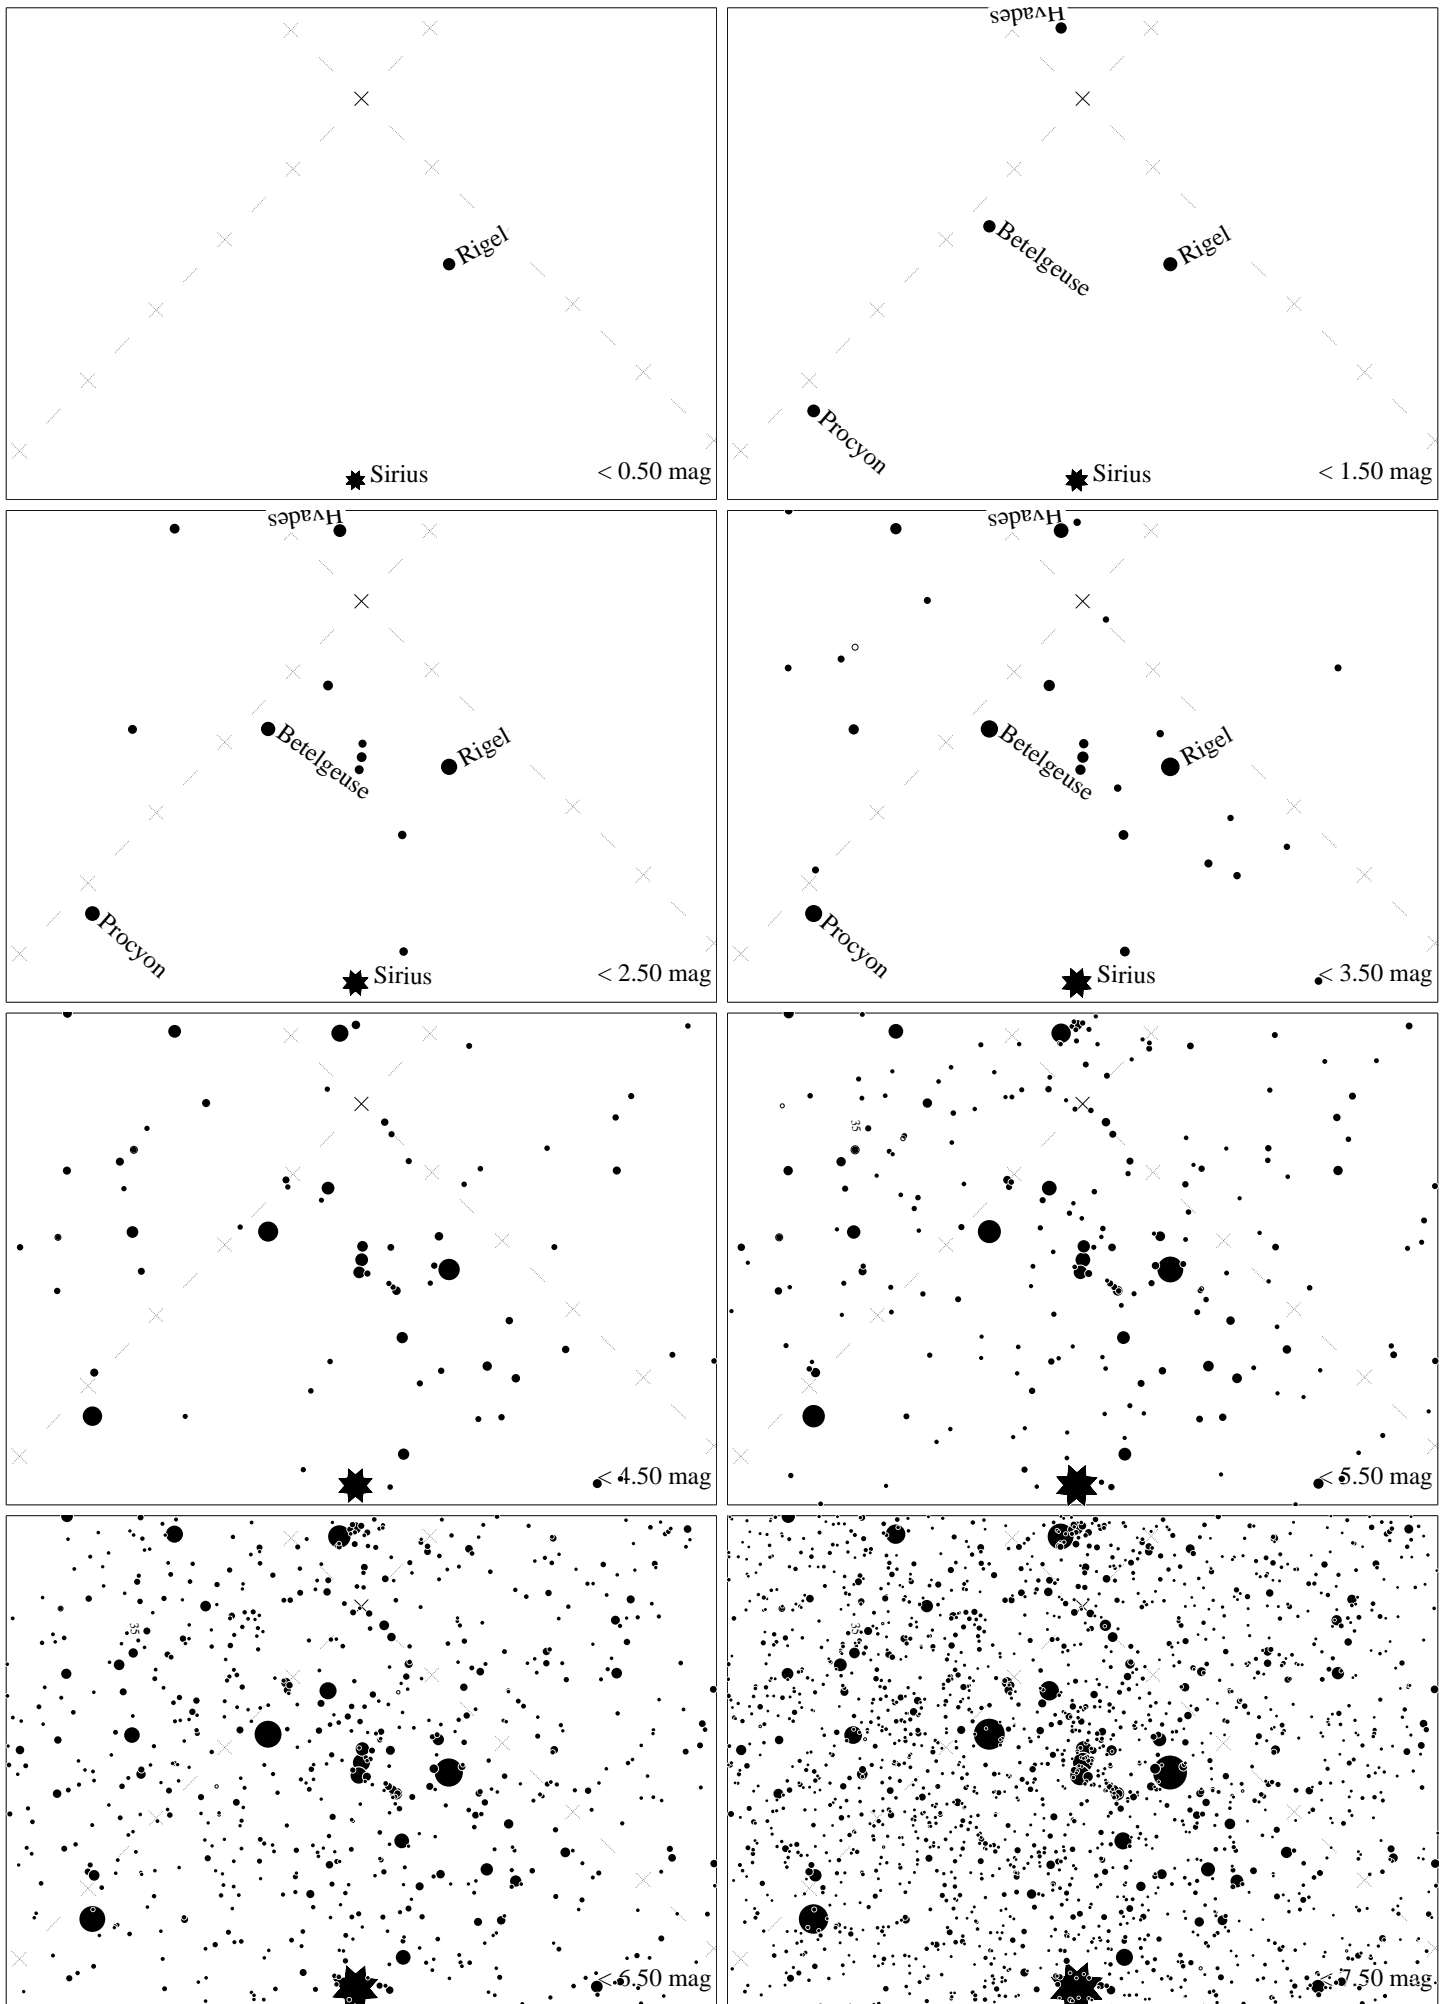 Rigel
Sirius
< 0.50 mag
Hyades
Betelgeuse
Rigel
Procyon
Sirius
< 1.50 mag
Hyades
Betelgeuse
Rigel
Procyon
Sirius
< 2.50 mag
Hyades
Betelgeuse
Rigel
Procyon
Sirius
< 3.50 mag
< 4.50 mag
35
< 5.50 mag
35
< 6.50 mag
35
< 7.50 mag